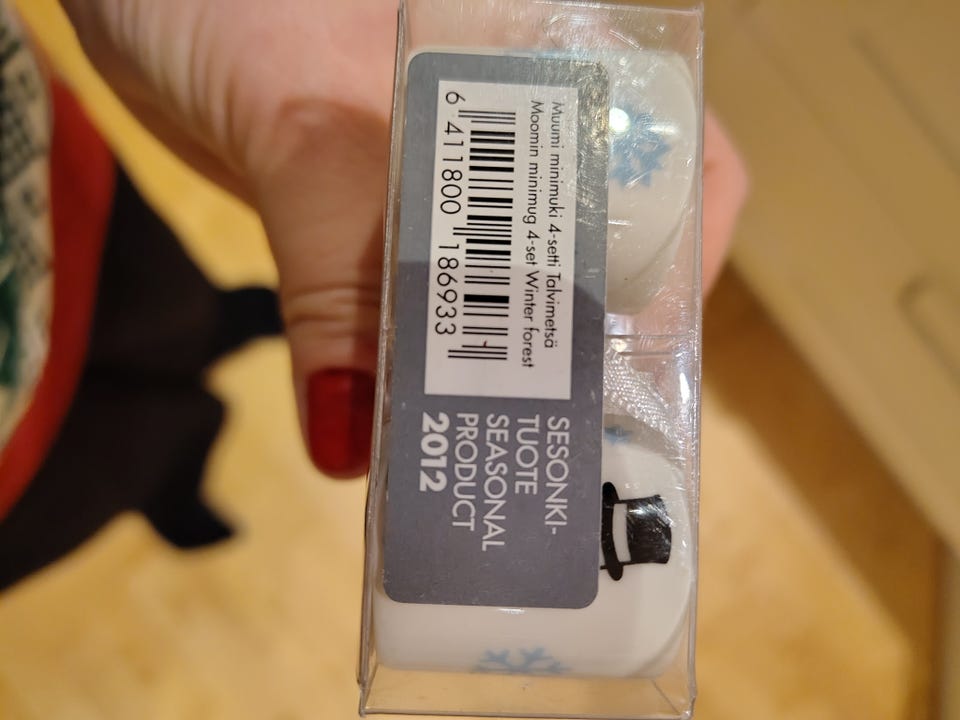 Muumi minimuki 4-setti Talvimetsä
Moomin minimug 4-set Winter forest
6 411800 186933
SESONKI-
TUOTE
SEASONAL
PRODUCT
2012